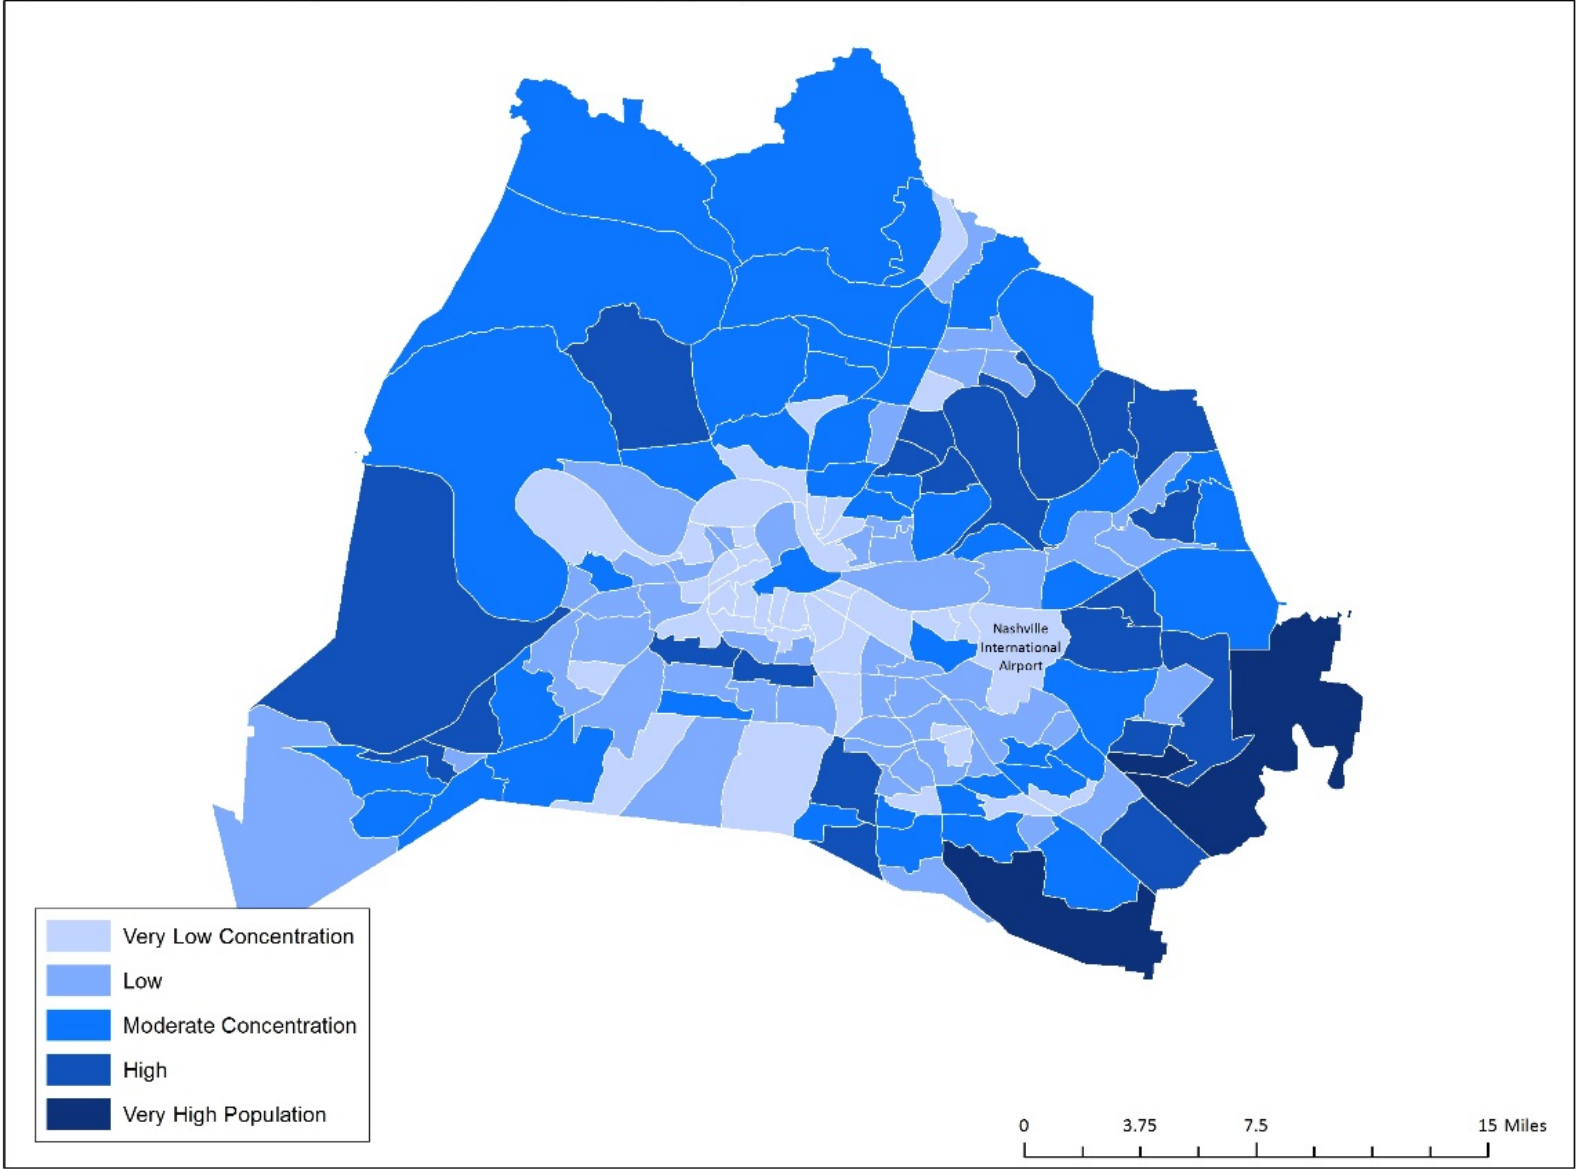 Nashville
International
Airport
Very Low Concentration
Low
Moderate Concentration
High
Very High Population
0 3.75 7.5 15 Miles